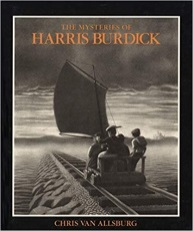 THE MYSTERIES OF
HARRIS BURDICK
CHRIS VAN ALLSBURG